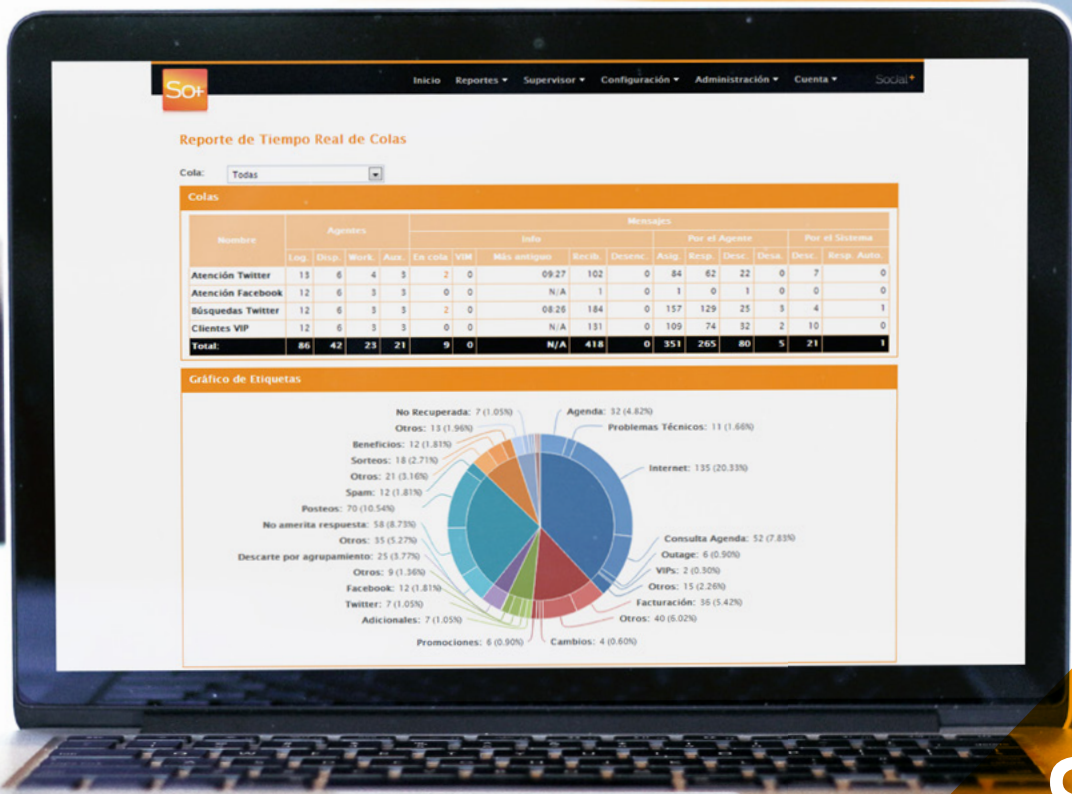 So+
Inicio Reportes Supervisor Configuración Administración Cuenta Social+
Reporte de Tiempo Real de Colas
Cola: Todas
Colas
Nombre Agentes Mensajes
Info Por el Agente Por el Sistema
Log. Disp. Work. Aux. En cola VIM Más antiguo Recib. Desenc. Asig. Resp. Desc. Desa. Desc. Resp. Auto.
Atención Twitter 13 6 4 3 2 0 09:27 102 0 84 62 22 0 7 0
Atención Facebook 12 6 3 3 0 0 N/A 1 0 1 0 1 0 0 0
Búsquedas Twitter 12 6 3 3 2 0 08:26 184 0 157 129 25 3 4 1
Clientes VIP 12 6 3 3 0 0 N/A 131 0 109 74 32 2 10 0
Total: 86 42 23 21 9 0 N/A 418 0 351 265 80 5 21 1
Gráfico de Etiquetas
No Recuperada: 7 (1.05%)
Otros: 13 (1.96%)
Beneficios: 12 (1.81%)
Sorteos: 18 (2.71%)
Otros: 21 (3.16%)
Spam: 12 (1.81%)
Posteos: 70 (10.54%)
No amerita respuesta: 58 (8.73%)
Otros: 35 (5.27%)
Descarte por agrupamiento: 25 (3.77%)
Otros: 9 (1.36%)
Facebook: 12 (1.81%)
Twitter: 7 (1.05%)
Adicionales: 7 (1.05%)
Promociones: 6 (0.90%)
Agenda: 32 (4.82%)
Problemas Técnicos: 11 (1.66%)
Internet: 135 (20.33%)
Consulta Agenda: 52 (7.83%)
Outage: 6 (0.90%)
VIPs: 2 (0.30%)
Otros: 15 (2.26%)
Facturación: 36 (5.42%)
Otros: 40 (6.02%)
Cambios: 4 (0.60%)